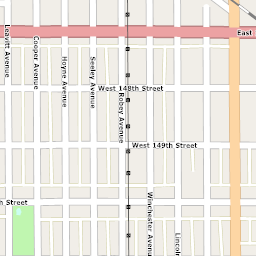 East
Leavitt Avenue
Cooper Avenue
Hoyne Avenue
Seeley Avenue
West 148th Street
Robey Avenue
West 149th Street
Street
Winchester Avenue
Lincoln